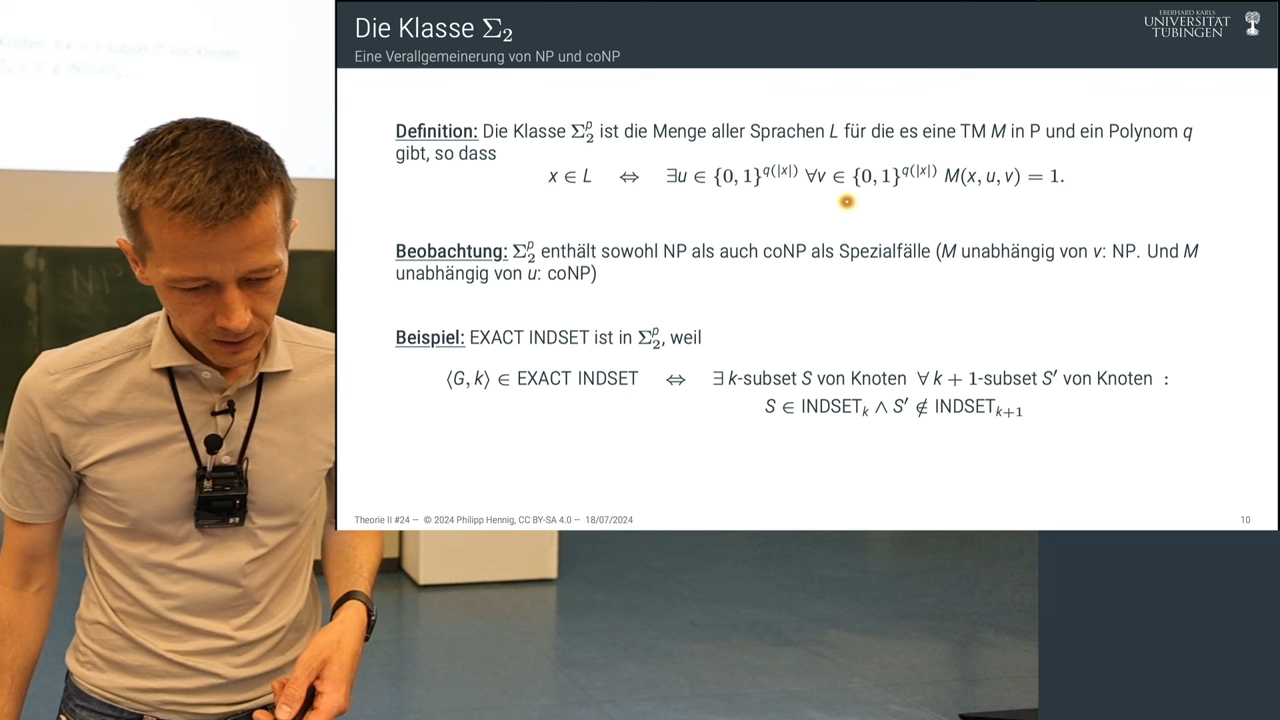 Die Klasse Σ₂
Eine Verallgemeinerung von NP und coNP
EBERHARD KARLS
UNIVERSITÄT
TÜBINGEN
Definition: Die Klasse Σ₂ᵖ ist die Menge aller Sprachen L für die es eine TM M in P und ein Polynom q
gibt, so dass
x ∈ L ⇔ ∃u ∈ {0, 1}^q(|x|) ∀v ∈ {0, 1}^q(|x|) M(x, u, v) = 1.
Beobachtung: Σ₂ᵖ enthält sowohl NP als auch coNP als Spezialfälle (M unabhängig von v: NP. Und M
unabhängig von u: coNP)
Beispiel: EXACT INDSET ist in Σ₂ᵖ, weil
⟨G, k⟩ ∈ EXACT INDSET ⇔ ∃ k-subset S von Knoten ∀ k + 1-subset S′ von Knoten :
S ∈ INDSETₖ ∧ S′ ∉ INDSETₖ₊₁
Theorie II #24 — © 2024 Philipp Hennig, CC BY-SA 4.0 — 18/07/2024
10